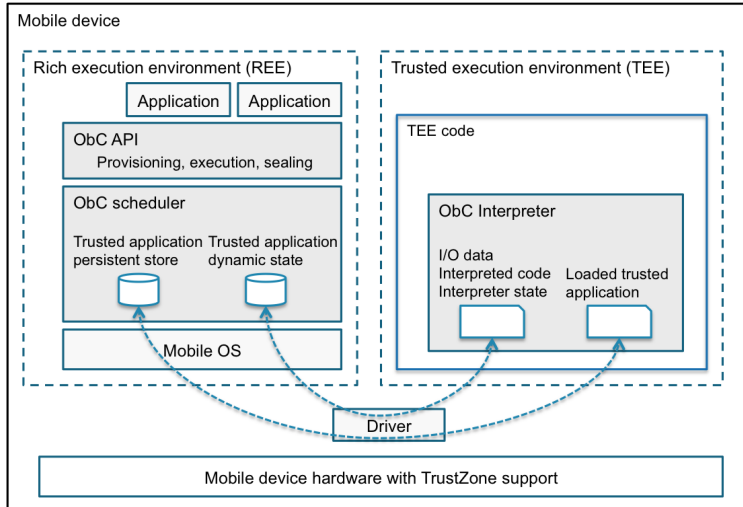 Mobile device
Rich execution environment (REE)
Application
Application
ObC API
Provisioning, execution, sealing
ObC scheduler
Trusted application
persistent store
Trusted application
dynamic state
Mobile OS
Trusted execution environment (TEE)
TEE code
ObC Interpreter
I/O data
Interpreted code
Interpreter state
Loaded trusted
application
Driver
Mobile device hardware with TrustZone support